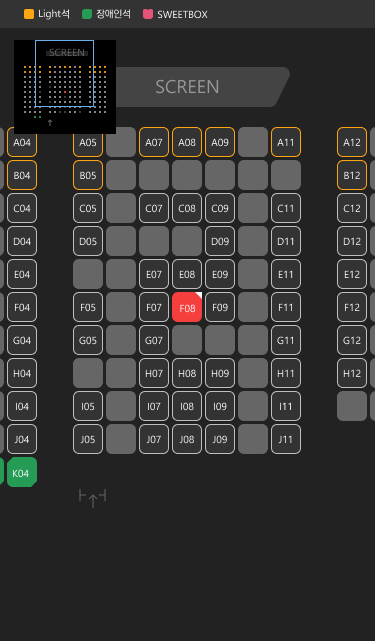 Light석 장애인석 SWEETBOX
SCREEN
SCREEN
A04 A05 A07 A08 A09 A11 A12
B04 B05 B12
C04 C05 C07 C08 C09 C11 C12
D04 D05 D09 D11 D12
E04 E07 E08 E09 E11 E12
F04 F05 F07 F08 F09 F11 F12
G04 G05 G07 G11 G12
H04 H07 H08 H09 H11 H12
I04 I05 I07 I08 I09 I11
J04 J05 J07 J08 J09 J11
K04